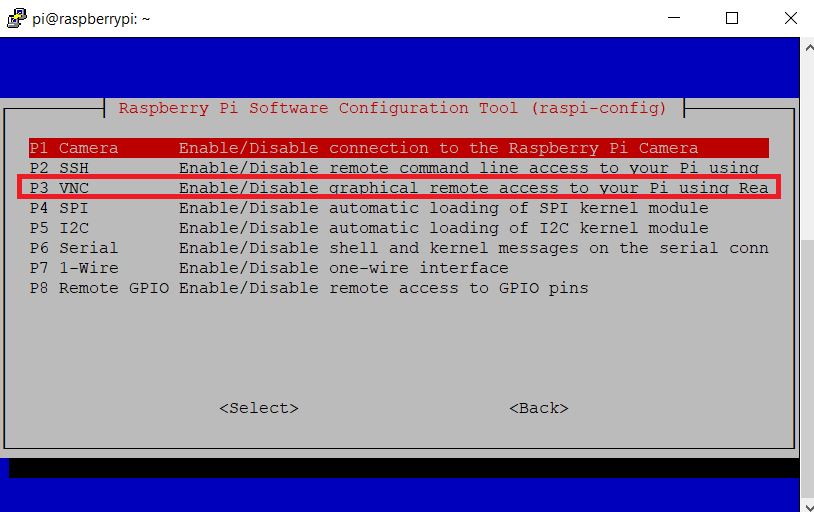 pi@raspberrypi: ~
Raspberry Pi Software Configuration Tool (raspi-config)
P1 Camera Enable/Disable connection to the Raspberry Pi Camera
P2 SSH Enable/Disable remote command line access to your Pi using
P3 VNC Enable/Disable graphical remote access to your Pi using Rea
P4 SPI Enable/Disable automatic loading of SPI kernel module
P5 I2C Enable/Disable automatic loading of I2C kernel module
P6 Serial Enable/Disable shell and kernel messages on the serial conn
P7 1-Wire Enable/Disable one-wire interface
P8 Remote GPIO Enable/Disable remote access to GPIO pins
<Select> <Back>